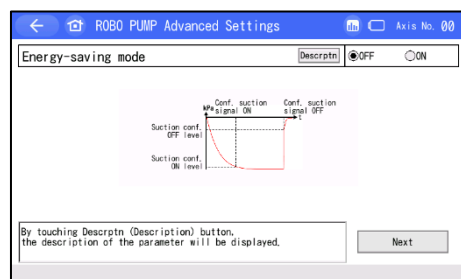 ROBO PUMP Advanced Settings
Axis No. 00
Energy-saving mode
Descrptn
OFF
ON
kPa
Conf. suction
signal ON
Conf. suction
signal OFF
t
Suction conf.
OFF level
Suction conf.
ON level
By touching Descrptn (Description) button,
the description of the parameter will be displayed.
Next